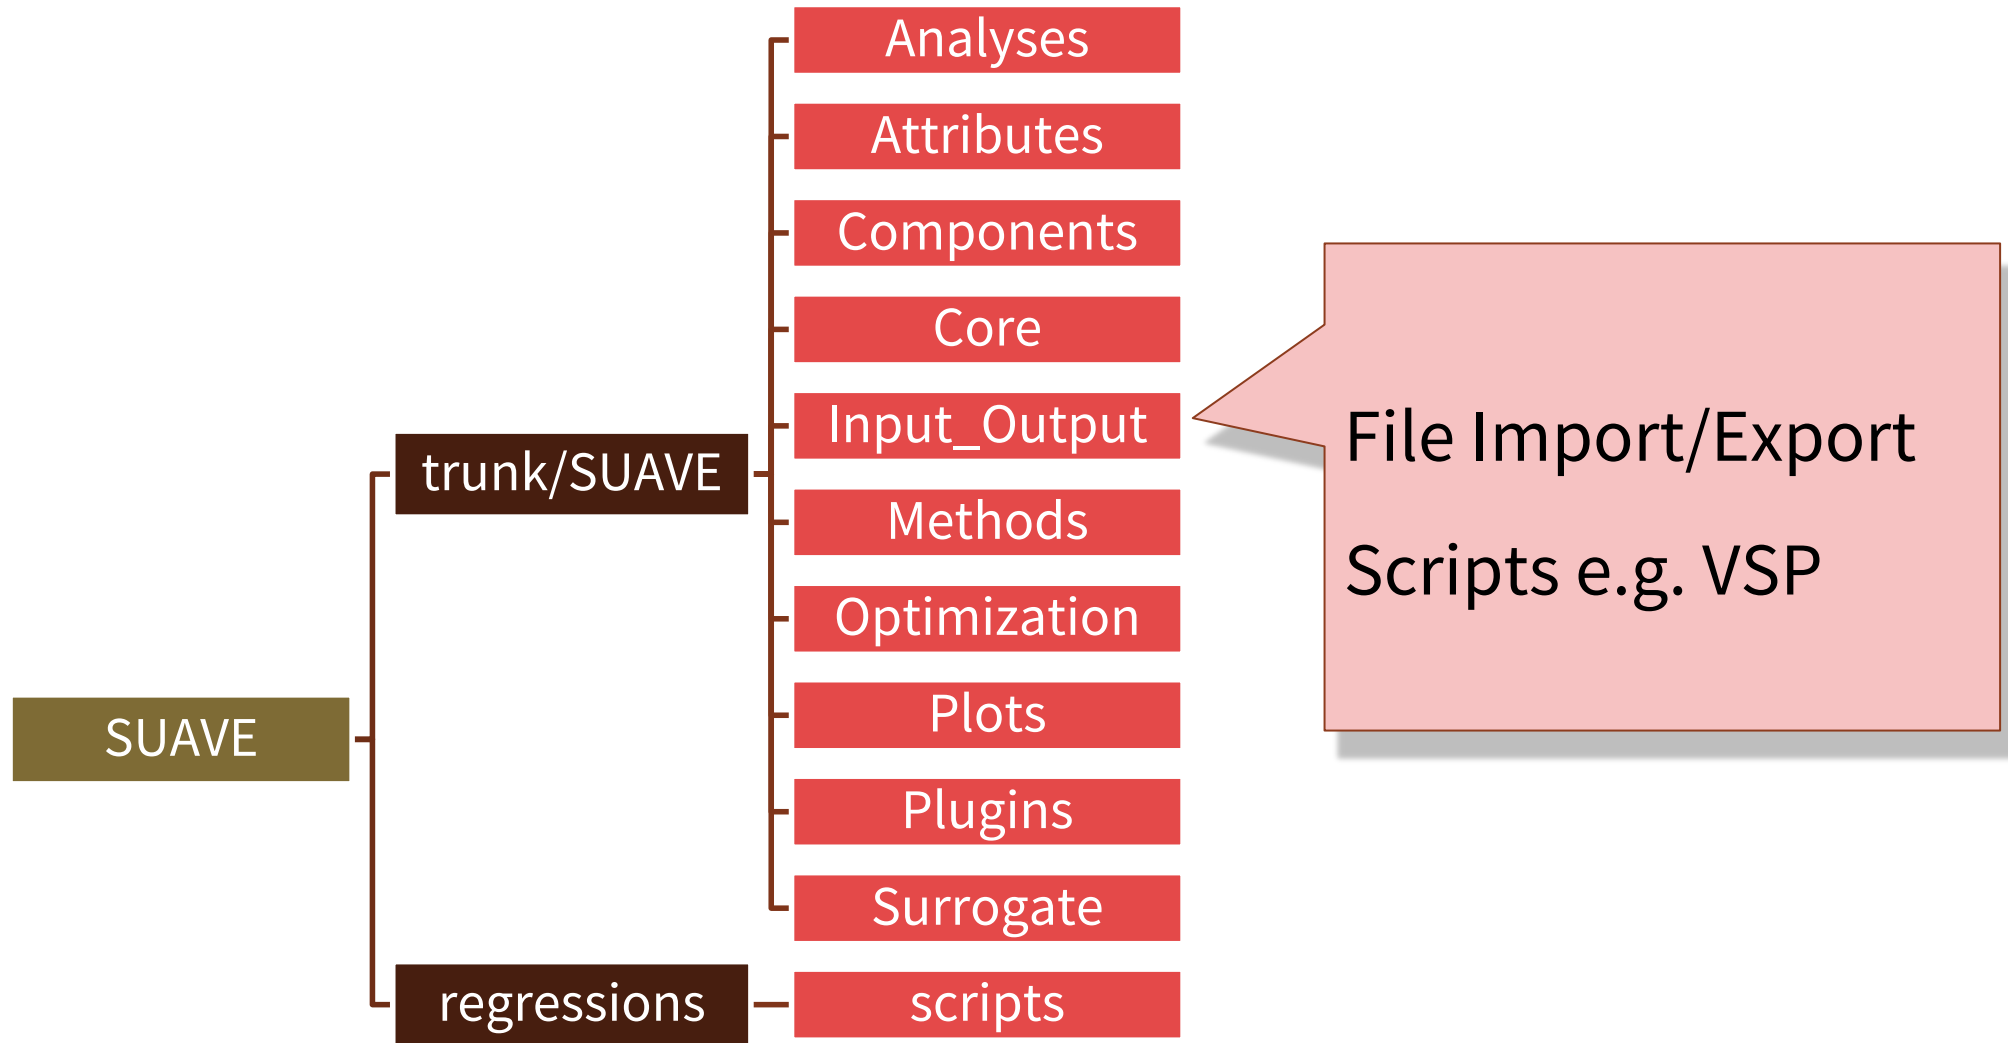 SUAVE
trunk/SUAVE
Analyses
Attributes
Components
Core
Input_Output
Methods
Optimization
Plots
Plugins
Surrogate
regressions
scripts
File Import/Export
Scripts e.g. VSP